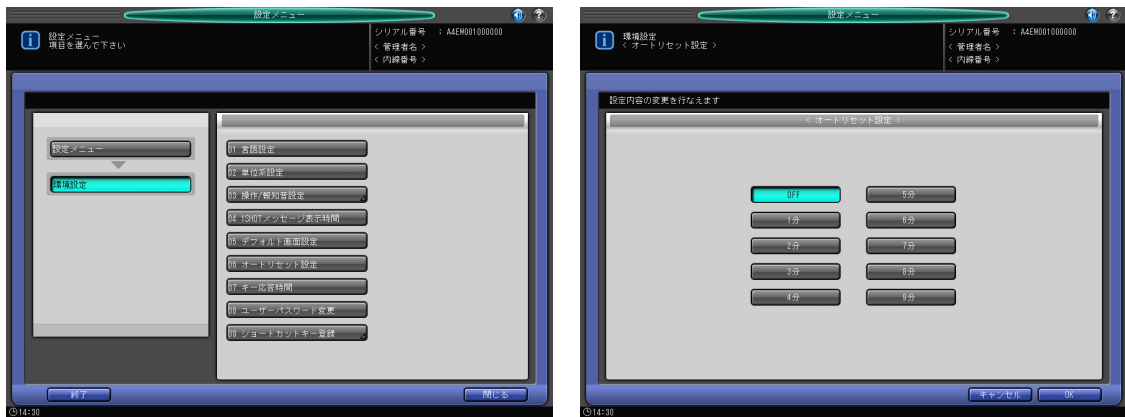 設定メニュー
設定メニュー
項目を選んで下さい
シリアル番号 : A4EM001000000
< 管理者名 >
< 内線番号 >
設定メニュー
環境設定
01 言語設定
02 単位系設定
03 操作/報知音設定
04 1SHOTメッセージ表示時間
05 デフォルト画面設定
06 オートリセット設定
07 キー応答時間
08 ユーザーパスワード変更
09 ショートカットキー登録
終了
閉じる
14:30
設定メニュー
環境設定
< オートリセット設定 >
シリアル番号 : A4EM001000000
< 管理者名 >
< 内線番号 >
設定内容の変更を行なえます
< オートリセット設定 >
OFF 5分
1分 6分
2分 7分
3分 8分
4分 9分
キャンセル OK
14:30